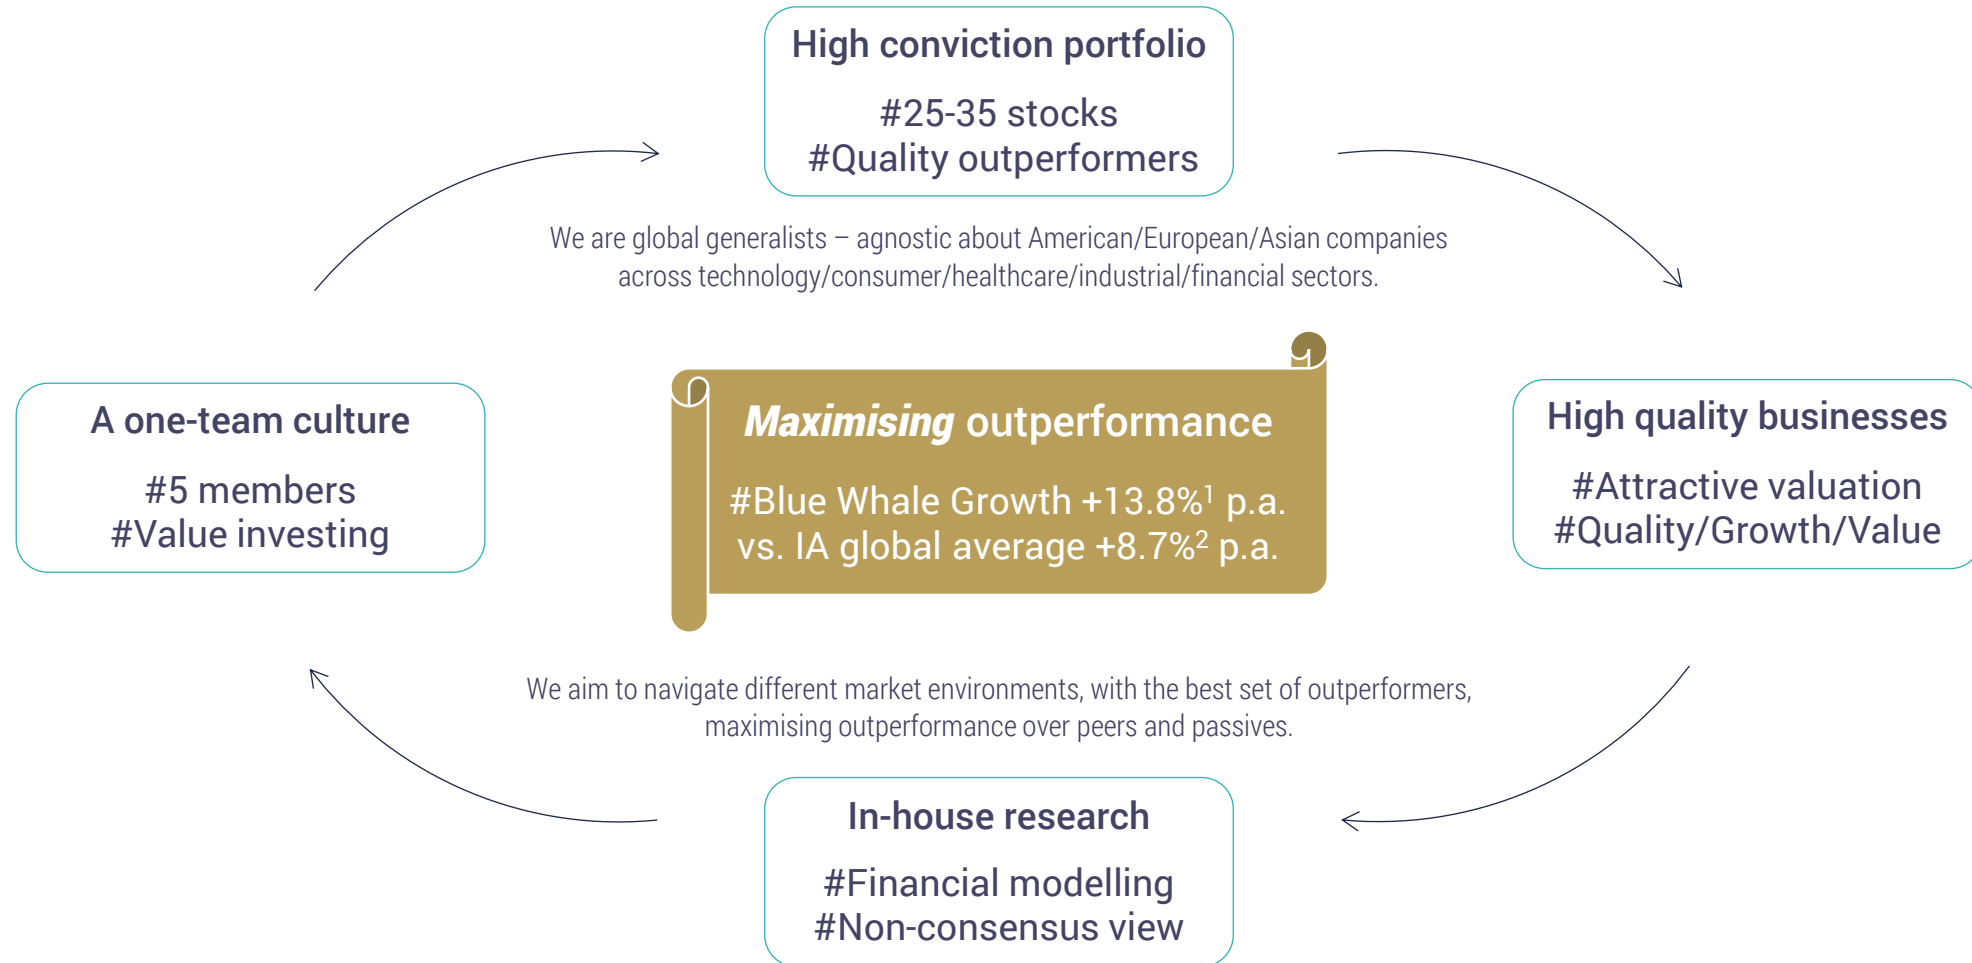 High conviction portfolio
#25-35 stocks
#Quality outperformers
We are global generalists – agnostic about American/European/Asian companies
across technology/consumer/healthcare/industrial/financial sectors.
A one-team culture
#5 members
#Value investing
Maximising outperformance
#Blue Whale Growth +13.8%¹ p.a.
vs. IA global average +8.7%² p.a.
High quality businesses
#Attractive valuation
#Quality/Growth/Value
We aim to navigate different market environments, with the best set of outperformers,
maximising outperformance over peers and passives.
In-house research
#Financial modelling
#Non-consensus view